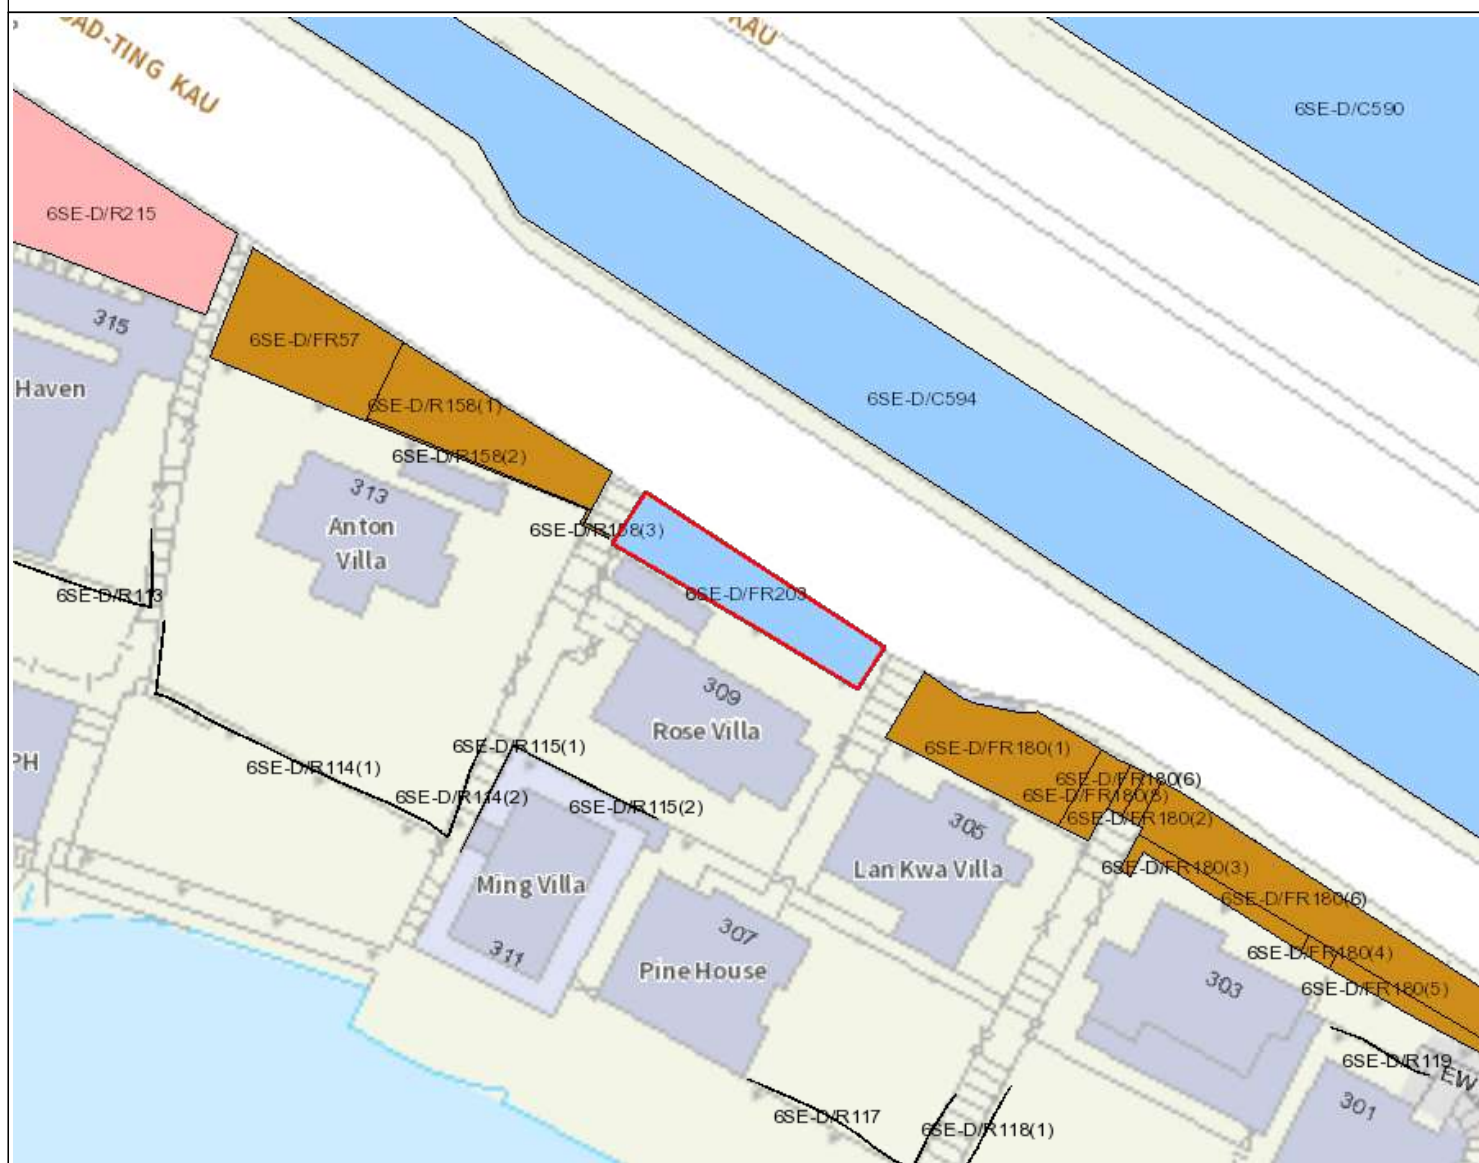 OAD-TING KAU
KAU
6SE-D/C590
6SE-D/R215
315
6SE-D/FR57
Haven
6SE-D/R158(1)
6SE-D/C594
6SE-D/R158(2)
313
Anton
Villa
6SE-D/R158(3)
6SE-D/R113
6SE-D/FR203
309
Rose Villa
6SE-D/R115(1)
6SE-D/FR180(1)
PH
6SE-D/R114(1)
6SE-D/FR180(6)
6SE-D/R114(2)
6SE-D/R115(2)
6SE-D/FR180(2)
305
Lan Kwa Villa
6SE-D/FR180(3)
Ming Villa
6SE-D/FR180(6)
307
311
6SE-D/FR180(4)
Pine House
303
6SE-D/FR180(5)
6SE-D/R119
EW
301
6SE-D/R117
6SE-D/R118(1)